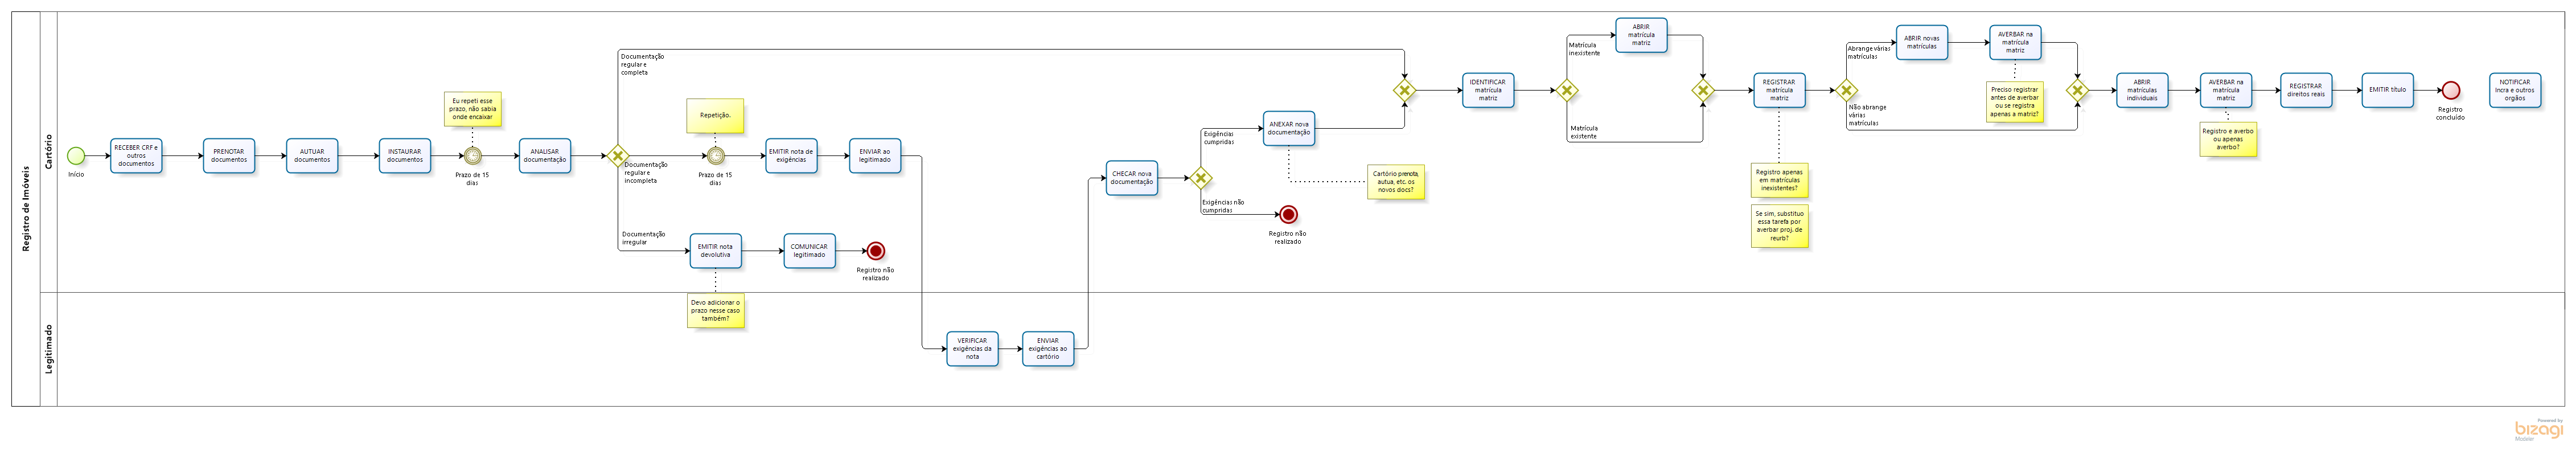 Registro de Imóveis
Cartório
Início
RECEBER CRF e
outros
documentos
PRENOTAR
documentos
AUTUAR
documentos
INSTAURAR
documentos
Eu repeti esse
prazo, não sabia
onde encaixar
Prazo de 15
dias
ANALISAR
documentação
Documentação
regular e
completa
Documentação
regular e
incompleta
Documentação
irregular
Repetição.
Prazo de 15
dias
EMITIR nota de
exigências
ENVIAR ao
legitimado
EMITIR nota
devolutiva
COMUNICAR
legitimado
Registro não
realizado
Devo adicionar o
prazo nesse caso
também?
CHECAR nova
documentação
Exigências
cumpridas
Exigências não
cumpridas
ANEXAR nova
documentação
Registro não
realizado
Cartório prenota,
autua, etc. os
novos docs?
IDENTIFICAR
matrícula
matriz
Matrícula
inexistente
Matrícula
existente
ABRIR
matrícula
matriz
REGISTRAR
matrícula
matriz
Registro apenas
em matrículas
inexistentes?
Se sim, substituo
essa tarefa por
averbar proj. de
reurb?
Abrange várias
matrículas
Não abrange
várias
matrículas
ABRIR novas
matrículas
AVERBAR na
matrícula
matriz
Preciso registrar
antes de averbar
ou se registra
apenas a matriz?
ABRIR
matrículas
individuais
AVERBAR na
matrícula
matriz
Registro e averbo
ou apenas
averbo?
REGISTRAR
direitos reais
EMITIR título
Registro
concluído
NOTIFICAR
Incra e outros
orgãos
Legitimado
VERIFICAR
exigências da
nota
ENVIAR
exigências ao
cartório
Powered by
bizagi
Modeler